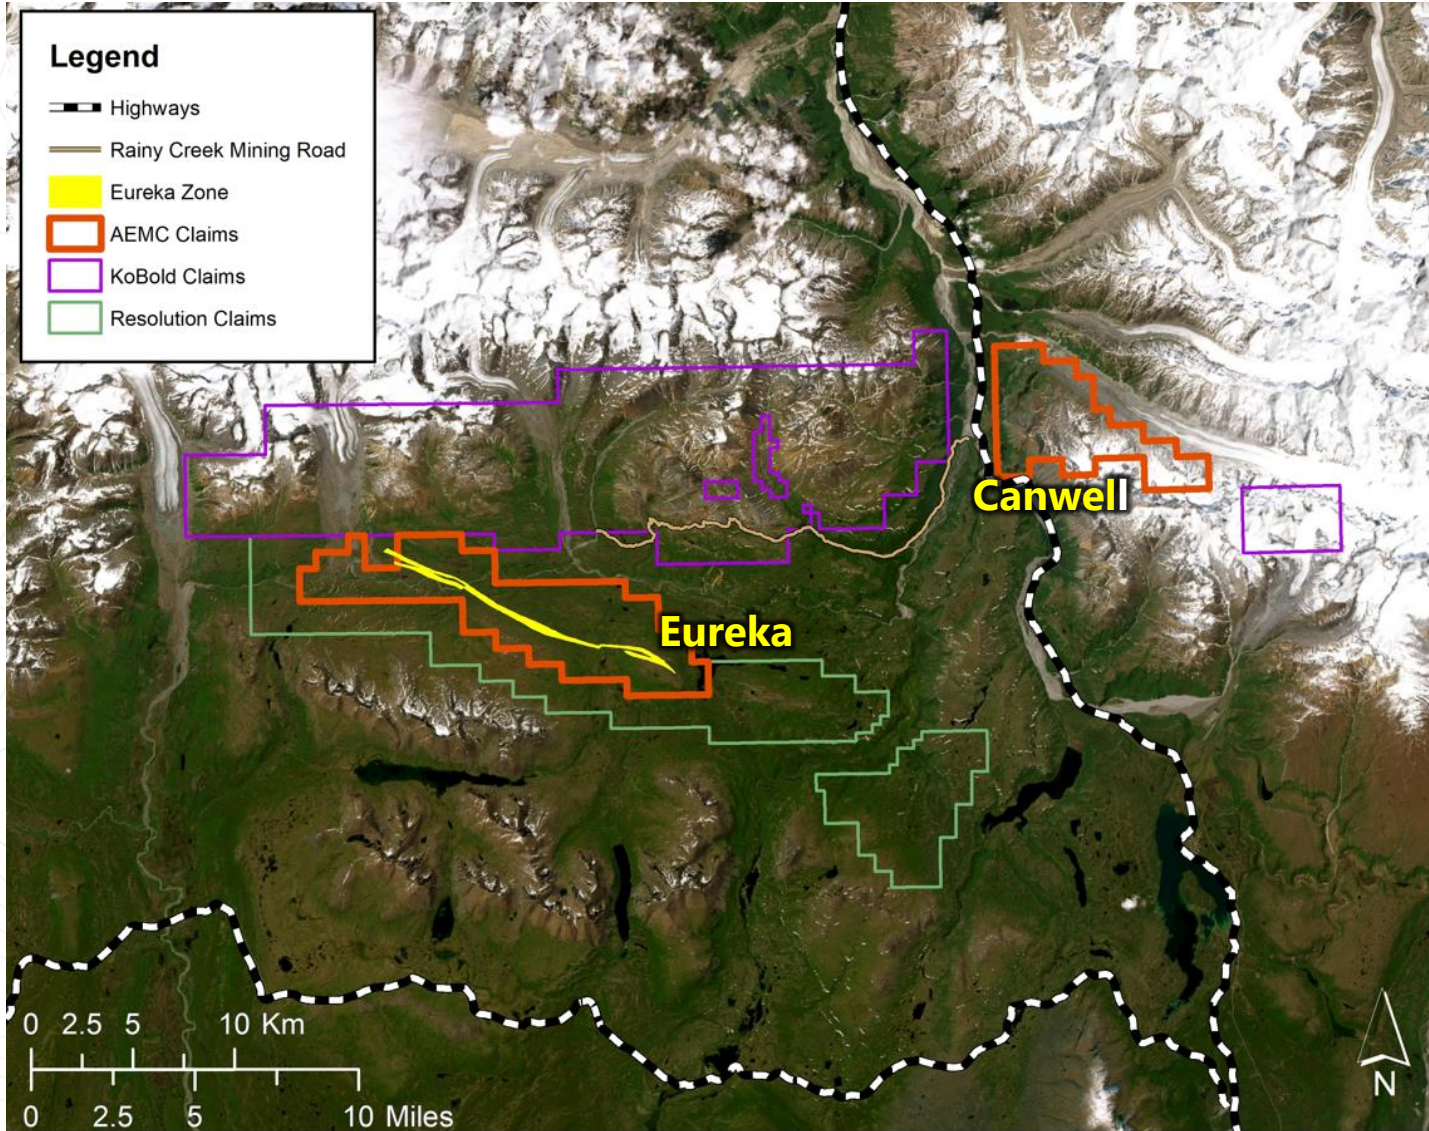 Legend
Highways
Rainy Creek Mining Road
Eureka Zone
AEMC Claims
KoBold Claims
Resolution Claims
Canwell
Eureka
0 2.5 5 10 Km
0 2.5 5 10 Miles
N